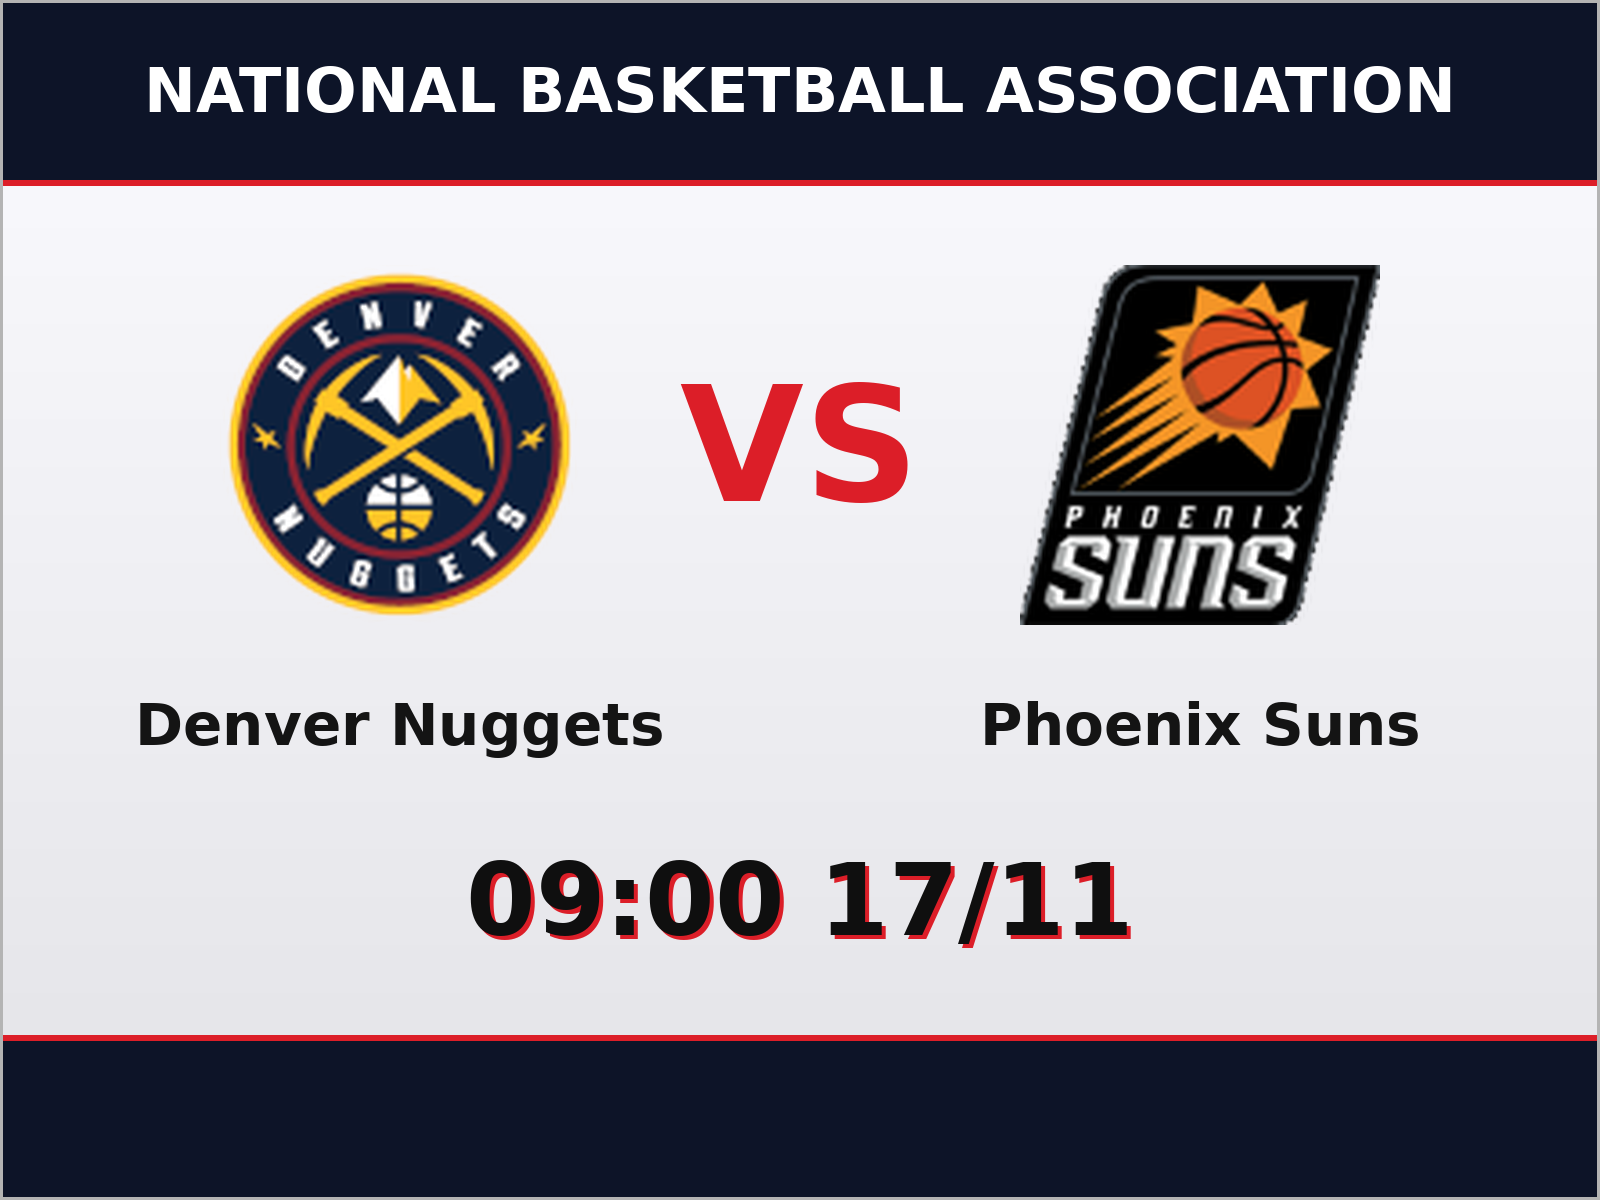 NATIONAL BASKETBALL ASSOCIATION
DENVER
NUGGETS
VS
PHOENIX
SUNS
Denver Nuggets
Phoenix Suns
09:00 17/11